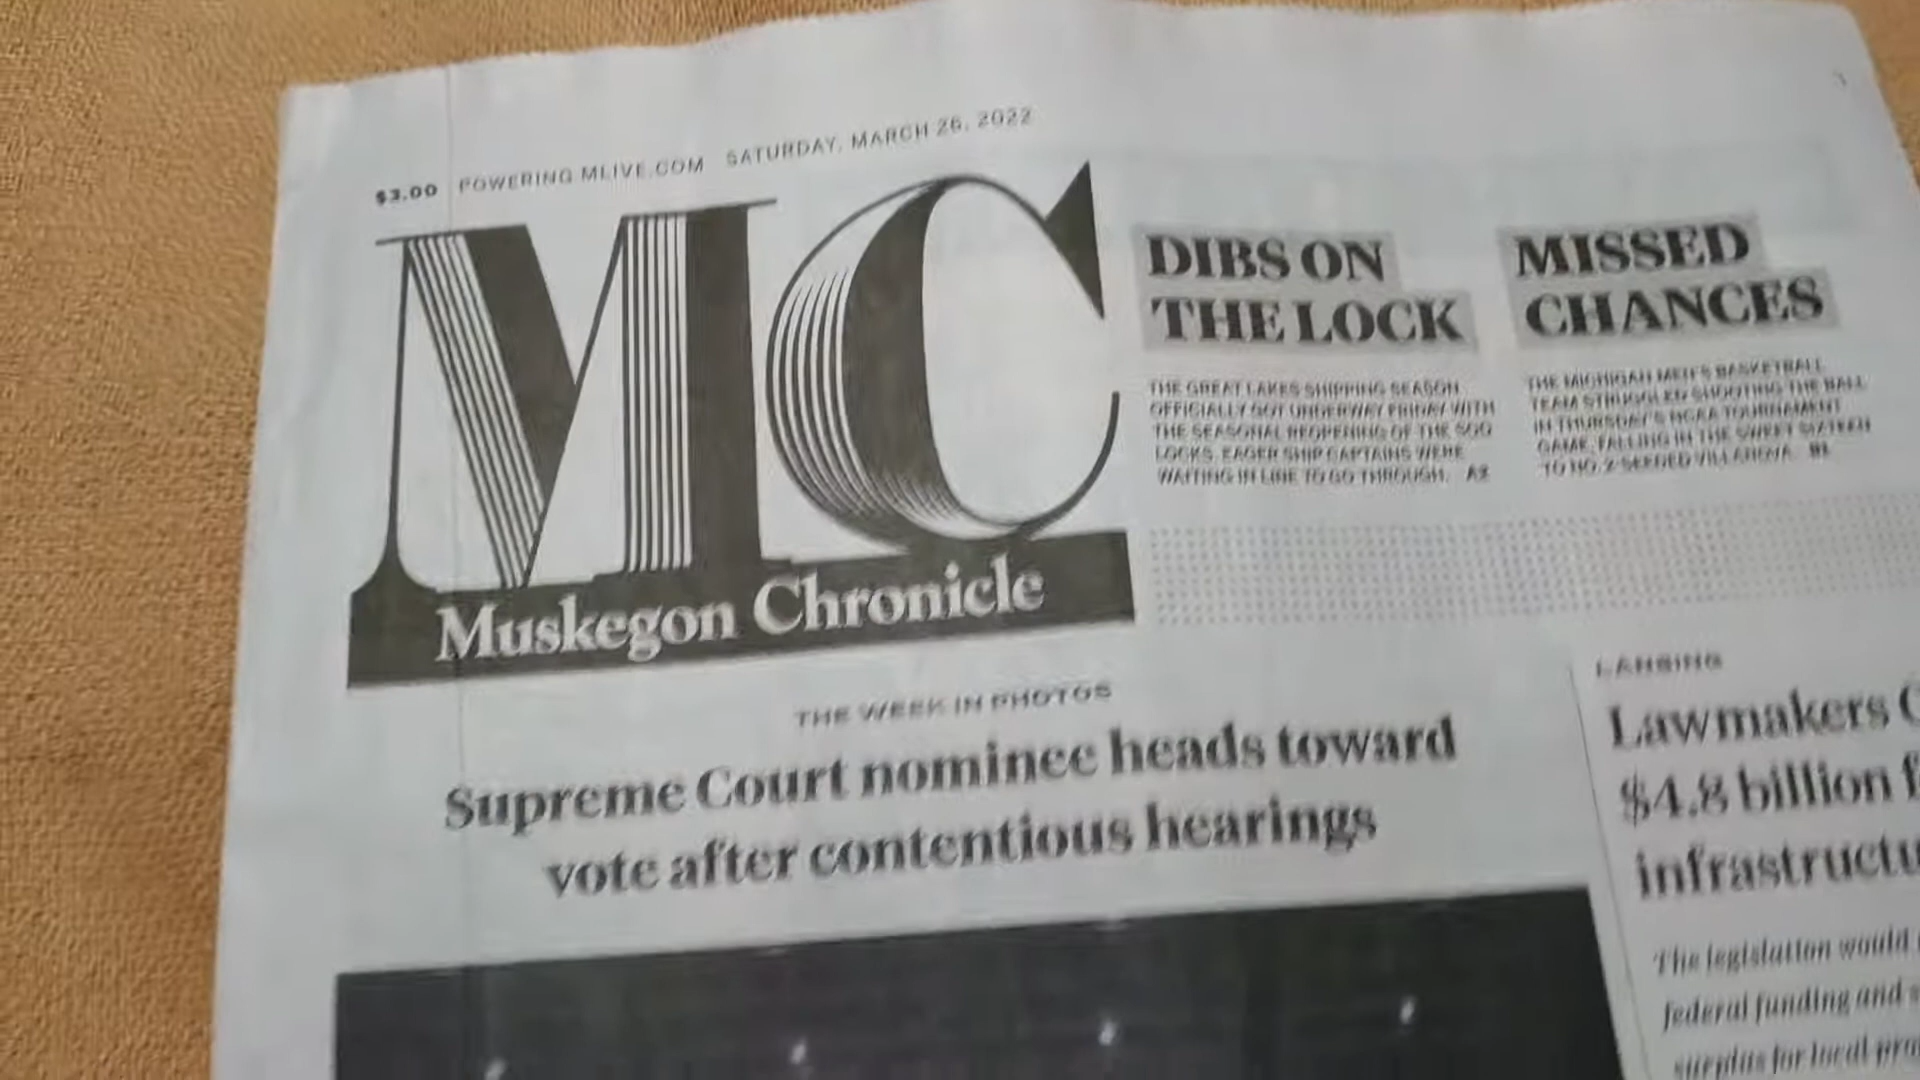 $3.00 POWERING MLIVE.COM SATURDAY, MARCH 26, 2022
MC
Muskegon Chronicle
DIBS ON
THE LOCK
THE GREAT LAKES SHIPPING SEASON
OFFICIALLY GOT UNDERWAY FRIDAY WITH
THE SEASONAL REOPENING OF THE SOO
LOCKS. EAGER SHIP CAPTAINS WERE
WAITING IN LINE TO GO THROUGH. A2
MISSED
CHANCES
THE MICHIGAN MEN'S BASKETBALL
TEAM STRUGGLED SHOOTING THE BALL
IN THURSDAY'S NCAA TOURNAMENT
GAME, FALLING IN THE SWEET SIXTEEN
TO NO. 2-SEEDED VILLANOVA.
THE WEEK IN PHOTOS
Supreme Court nominee heads toward
vote after contentious hearings
LANSING
Lawmakers
$4.8 billion
infrastructu
The legislation would
federal funding and
surplus for local